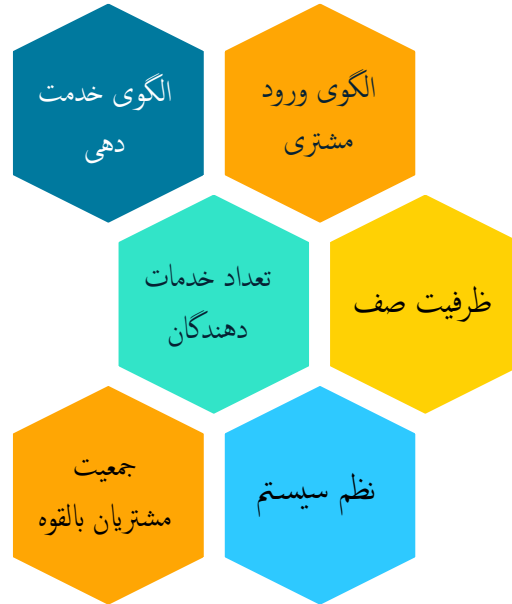 الگوی ورود
مشتری
الگوی خدمت
دهی
ظرفیت صف
تعداد خدمات
دهندگان
نظم سیستم
جمعیت
مشتریان بالقوه